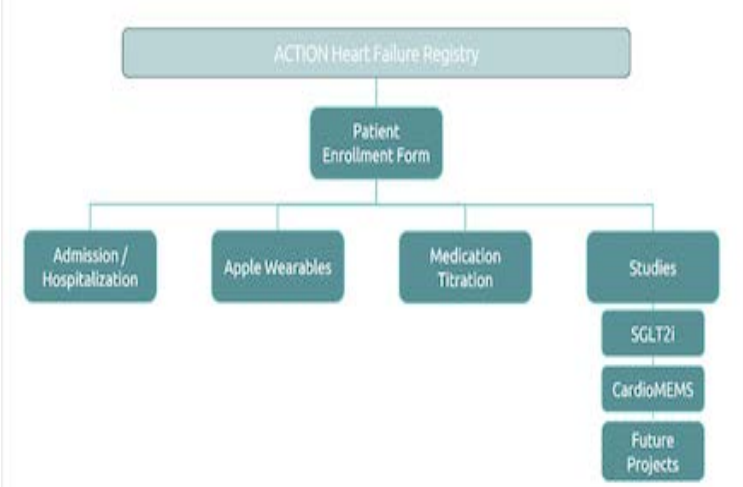 ACTION Heart Failure Registry
Patient
Enrollment Form
Admission /
Hospitalization
Apple Wearables
Medication
Titration
Studies
SGLT2i
CardioMEMS
Future
Projects